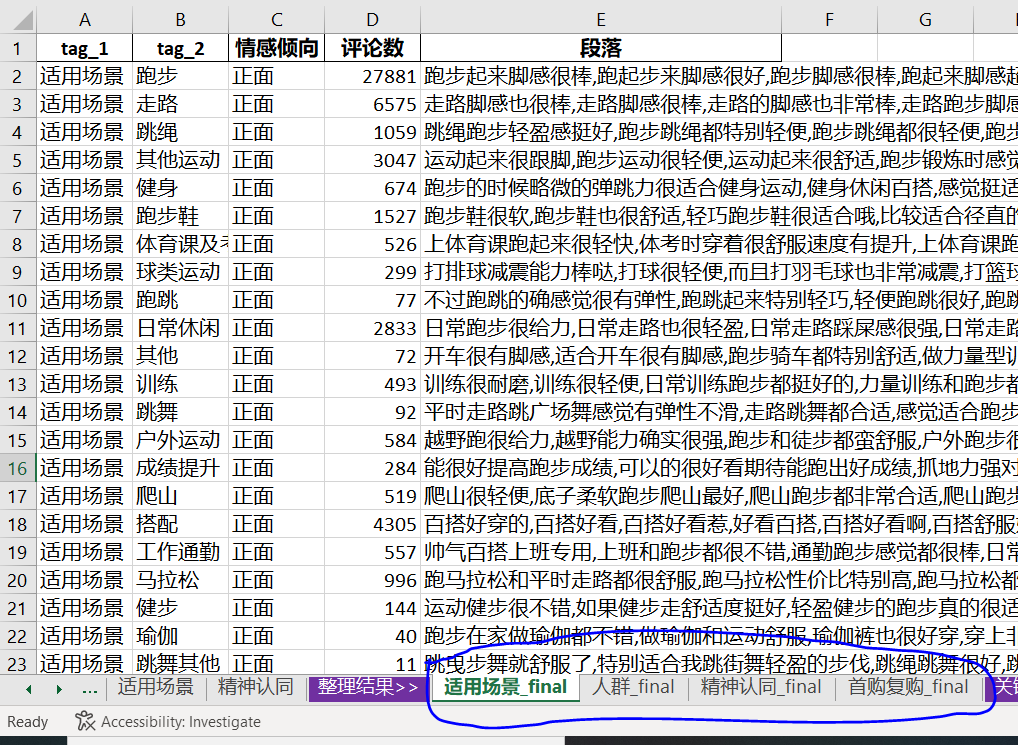 A B C D E F G
1 tag_1 tag_2 情感倾向 评论数 段落
2 适用场景 跑步 正面 27881 跑步起来脚感很棒,跑起步来脚感很好,跑步脚感很棒,跑起来脚感超
3 适用场景 走路 正面 6575 走路脚感也很棒,走路脚感很棒,走路的脚感也非常棒,走路跑步脚感
4 适用场景 跳绳 正面 1059 跳绳跑步轻盈感挺好,跑步跳绳都特别轻便,跑步跳绳都很轻便,跑步
5 适用场景 其他运动 正面 3047 运动起来很跟脚,跑步运动很轻便,运动起来很舒适,跑步锻炼时感觉
6 适用场景 健身 正面 674 跑步的时候略微的弹跳力很适合健身运动,健身休闲百搭,感觉挺适
7 适用场景 跑步鞋 正面 1527 跑步鞋很软,跑步鞋也很舒适,轻巧跑步鞋很适合哦,比较适合径直的
8 适用场景 体育课及 正面 526 上体育课跑起来很轻快,体考时穿着很舒服速度有提升,上体育课跑
9 适用场景 球类运动 正面 299 打排球减震能力棒哒,打球很轻便,而且打羽毛球也非常减震,打篮球
10 适用场景 跑跳 正面 77 不过跑跳的确感觉很有弹性,跑跳起来特别轻巧,轻便跑跳很好,跑跳
11 适用场景 日常休闲 正面 2833 日常跑步很给力,日常走路也很轻盈,日常走路踩屎感很强,日常走路
12 适用场景 其他 正面 72 开车很有脚感,适合开车很有脚感,跑步骑车都特别舒适,做力量型训
13 适用场景 训练 正面 493 训练很耐磨,训练很轻便,日常训练跑步都挺好的,力量训练和跑步都
14 适用场景 跳舞 正面 92 平时走路跳广场舞感觉有弹性不滑,走路跳舞都合适,感觉适合跑步
15 适用场景 户外运动 正面 584 越野跑很给力,越野能力确实很强,跑步和徒步都蛮舒服,户外跑步很
16 适用场景 成绩提升 正面 284 能很好提高跑步成绩,可以的很好看期待能跑出好成绩,抓地力强对
17 适用场景 爬山 正面 519 爬山很轻便,底子柔软跑步爬山最好,爬山跑步都非常合适,爬山跑步
18 适用场景 搭配 正面 4305 百搭好穿的,百搭好看,百搭好看惹,好看百搭,百搭好看啊,百搭舒服
19 适用场景 工作通勤 正面 557 帅气百搭上班专用,上班和跑步都很不错,通勤跑步感觉都很棒,日常
20 适用场景 马拉松 正面 996 跑马拉松和平时走路都很舒服,跑马拉松性价比特别高,跑马拉松都
21 适用场景 健步 正面 144 运动健步很不错,如果健步走舒适度挺好,轻盈健步的跑步真的很适
22 适用场景 瑜伽 正面 40 跑步在家做瑜伽都不错,做瑜伽和运动舒服,瑜伽裤也很好穿,穿上非
23 适用场景 跳舞其他 正面 11 跳曳步舞就舒服了,特别适合我跳街舞轻盈的步伐,跳绳跳舞很好,跳
... 适用场景 精神认同 整理结果>> 适用场景_final 人群_final 精神认同_final 首购复购_final 关
Ready Accessibility: Investigate